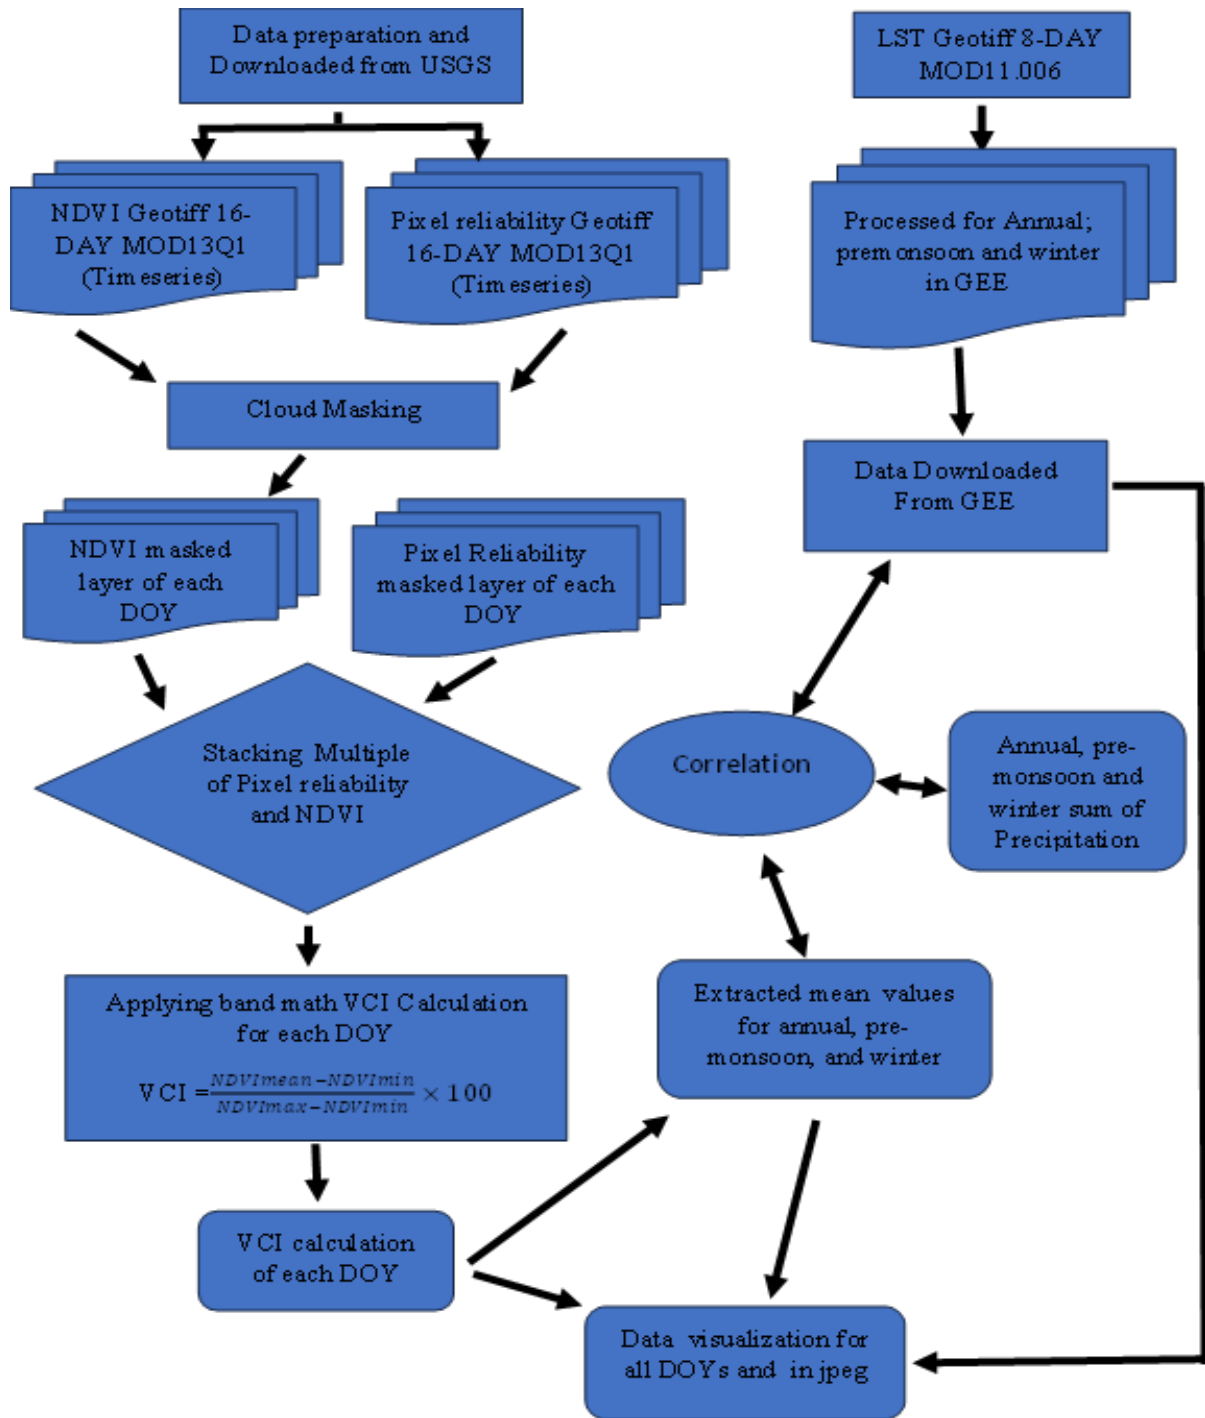 Data preparation and
Downloaded from USGS
LST Geotiff 8-DAY
MOD11.006
NDVI Geotiff 16-
DAY MOD13Q1
(Timeseries)
Pixel reliability Geotiff
16-DAY MOD13Q1
(Timeseries)
Processed for Annual;
premonsoon and winter
in GEE
Cloud Masking
Data Downloaded
From GEE
NDVI masked
layer of each
DOY
Pixel Reliability
masked layer of each
DOY
Stacking Multiple
of Pixel reliability
and NDVI
Correlation
Annual, pre-
monsoon and
winter sum of
Precipitation
Applying band math VCI Calculation
for each DOY
VCI = \frac{NDVImean-NDVImin}{NDVImax-NDVImin} × 100
Extracted mean values
for annual, pre-
monsoon, and winter
VCI calculation
of each DOY
Data visualization for
all DOYs and in jpeg